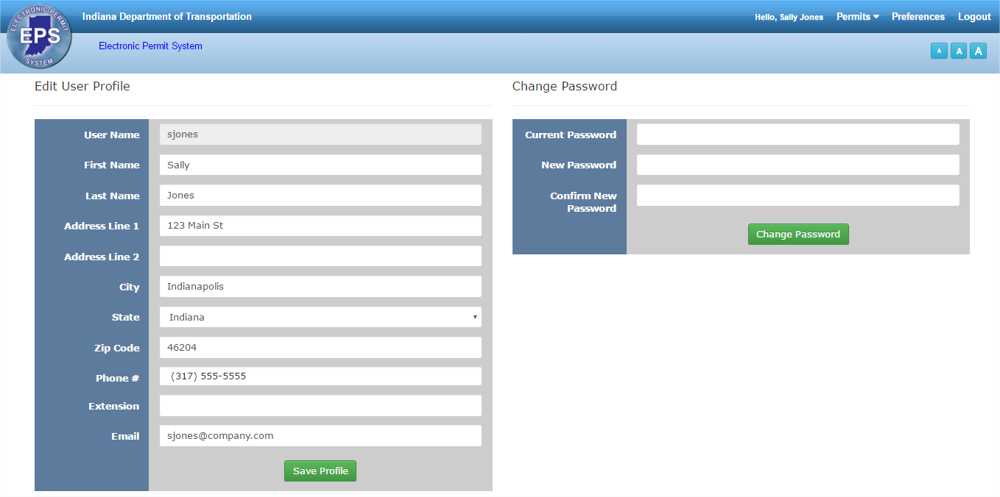 ELECTRONIC PERMIT
EPS
SYSTEM
Indiana Department of Transportation
Hello, Sally Jones
Permits
Preferences
Logout
Electronic Permit System
A
A
A
Edit User Profile
User Name
sjones
First Name
Sally
Last Name
Jones
Address Line 1
123 Main St
Address Line 2
City
Indianapolis
State
Indiana
Zip Code
46204
Phone #
(317) 555-5555
Extension
Email
sjones@company.com
Save Profile
Change Password
Current Password
New Password
Confirm New
Password
Change Password